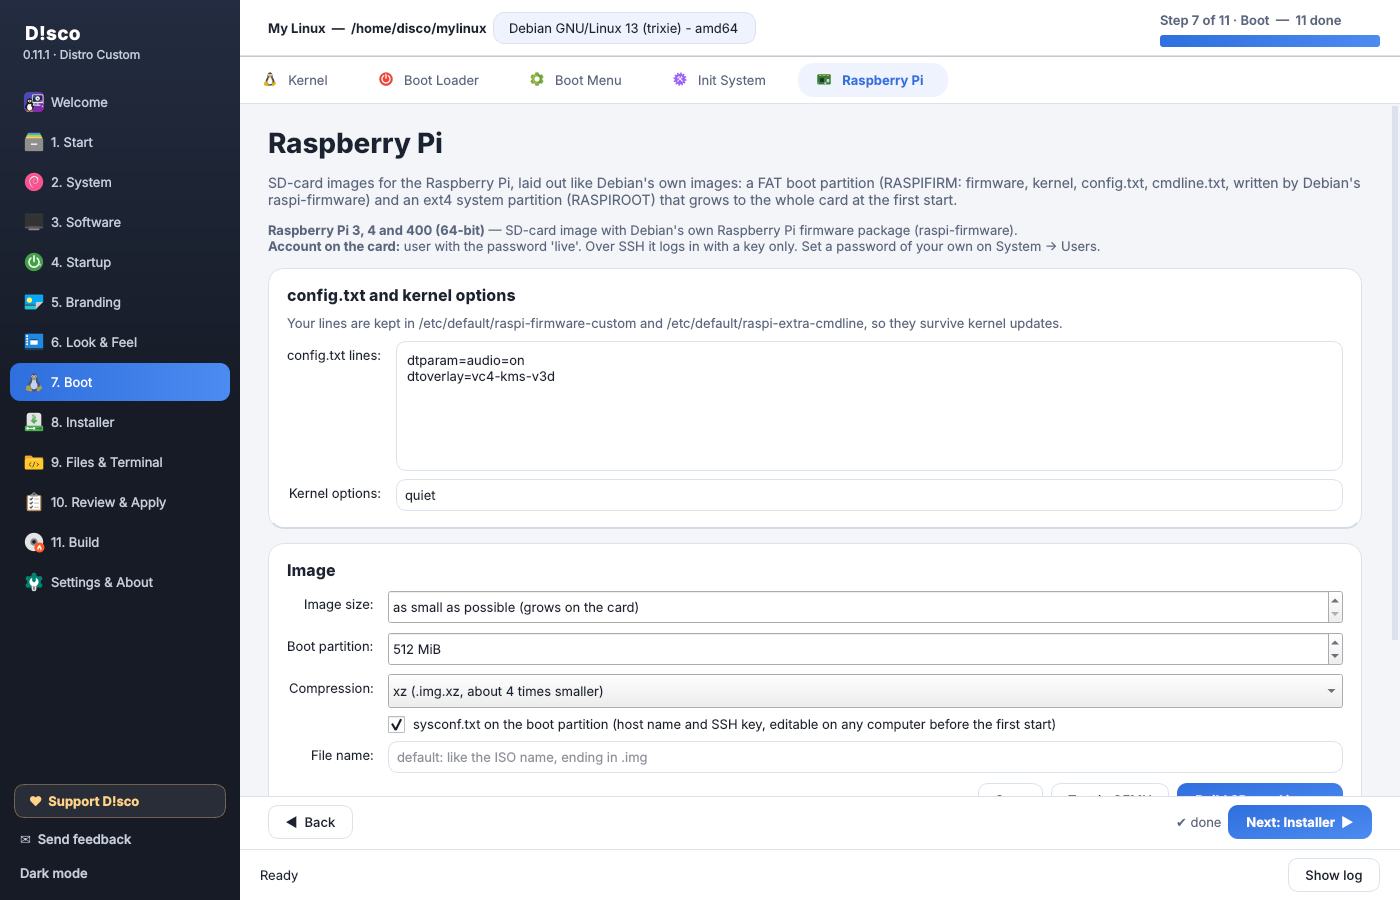 D!sco
0.11.1 · Distro Custom
Welcome
1. Start
2. System
3. Software
4. Startup
5. Branding
6. Look & Feel
7. Boot
8. Installer
9. Files & Terminal
10. Review & Apply
11. Build
Settings & About
Support D!sco
Send feedback
Dark mode
My Linux — /home/disco/mylinux
Debian GNU/Linux 13 (trixie) - amd64
Step 7 of 11 · Boot — 11 done
Kernel
Boot Loader
Boot Menu
Init System
Raspberry Pi
Raspberry Pi
SD-card images for the Raspberry Pi, laid out like Debian's own images: a FAT boot partition (RASPIFIRM: firmware, kernel, config.txt, cmdline.txt, written by Debian's
raspi-firmware) and an ext4 system partition (RASPIROOT) that grows to the whole card at the first start.
Raspberry Pi 3, 4 and 400 (64-bit) — SD-card image with Debian's own Raspberry Pi firmware package (raspi-firmware).
Account on the card: user with the password 'live'. Over SSH it logs in with a key only. Set a password of your own on System → Users.
config.txt and kernel options
Your lines are kept in /etc/default/raspi-firmware-custom and /etc/default/raspi-extra-cmdline, so they survive kernel updates.
config.txt lines:
dtparam=audio=on
dtoverlay=vc4-kms-v3d
Kernel options:
quiet
Image
Image size:
as small as possible (grows on the card)
Boot partition:
512 MiB
Compression:
xz (.img.xz, about 4 times smaller)
sysconf.txt on the boot partition (host name and SSH key, editable on any computer before the first start)
File name:
default: like the ISO name, ending in .img
Back
✔ done
Next: Installer
Ready
Show log